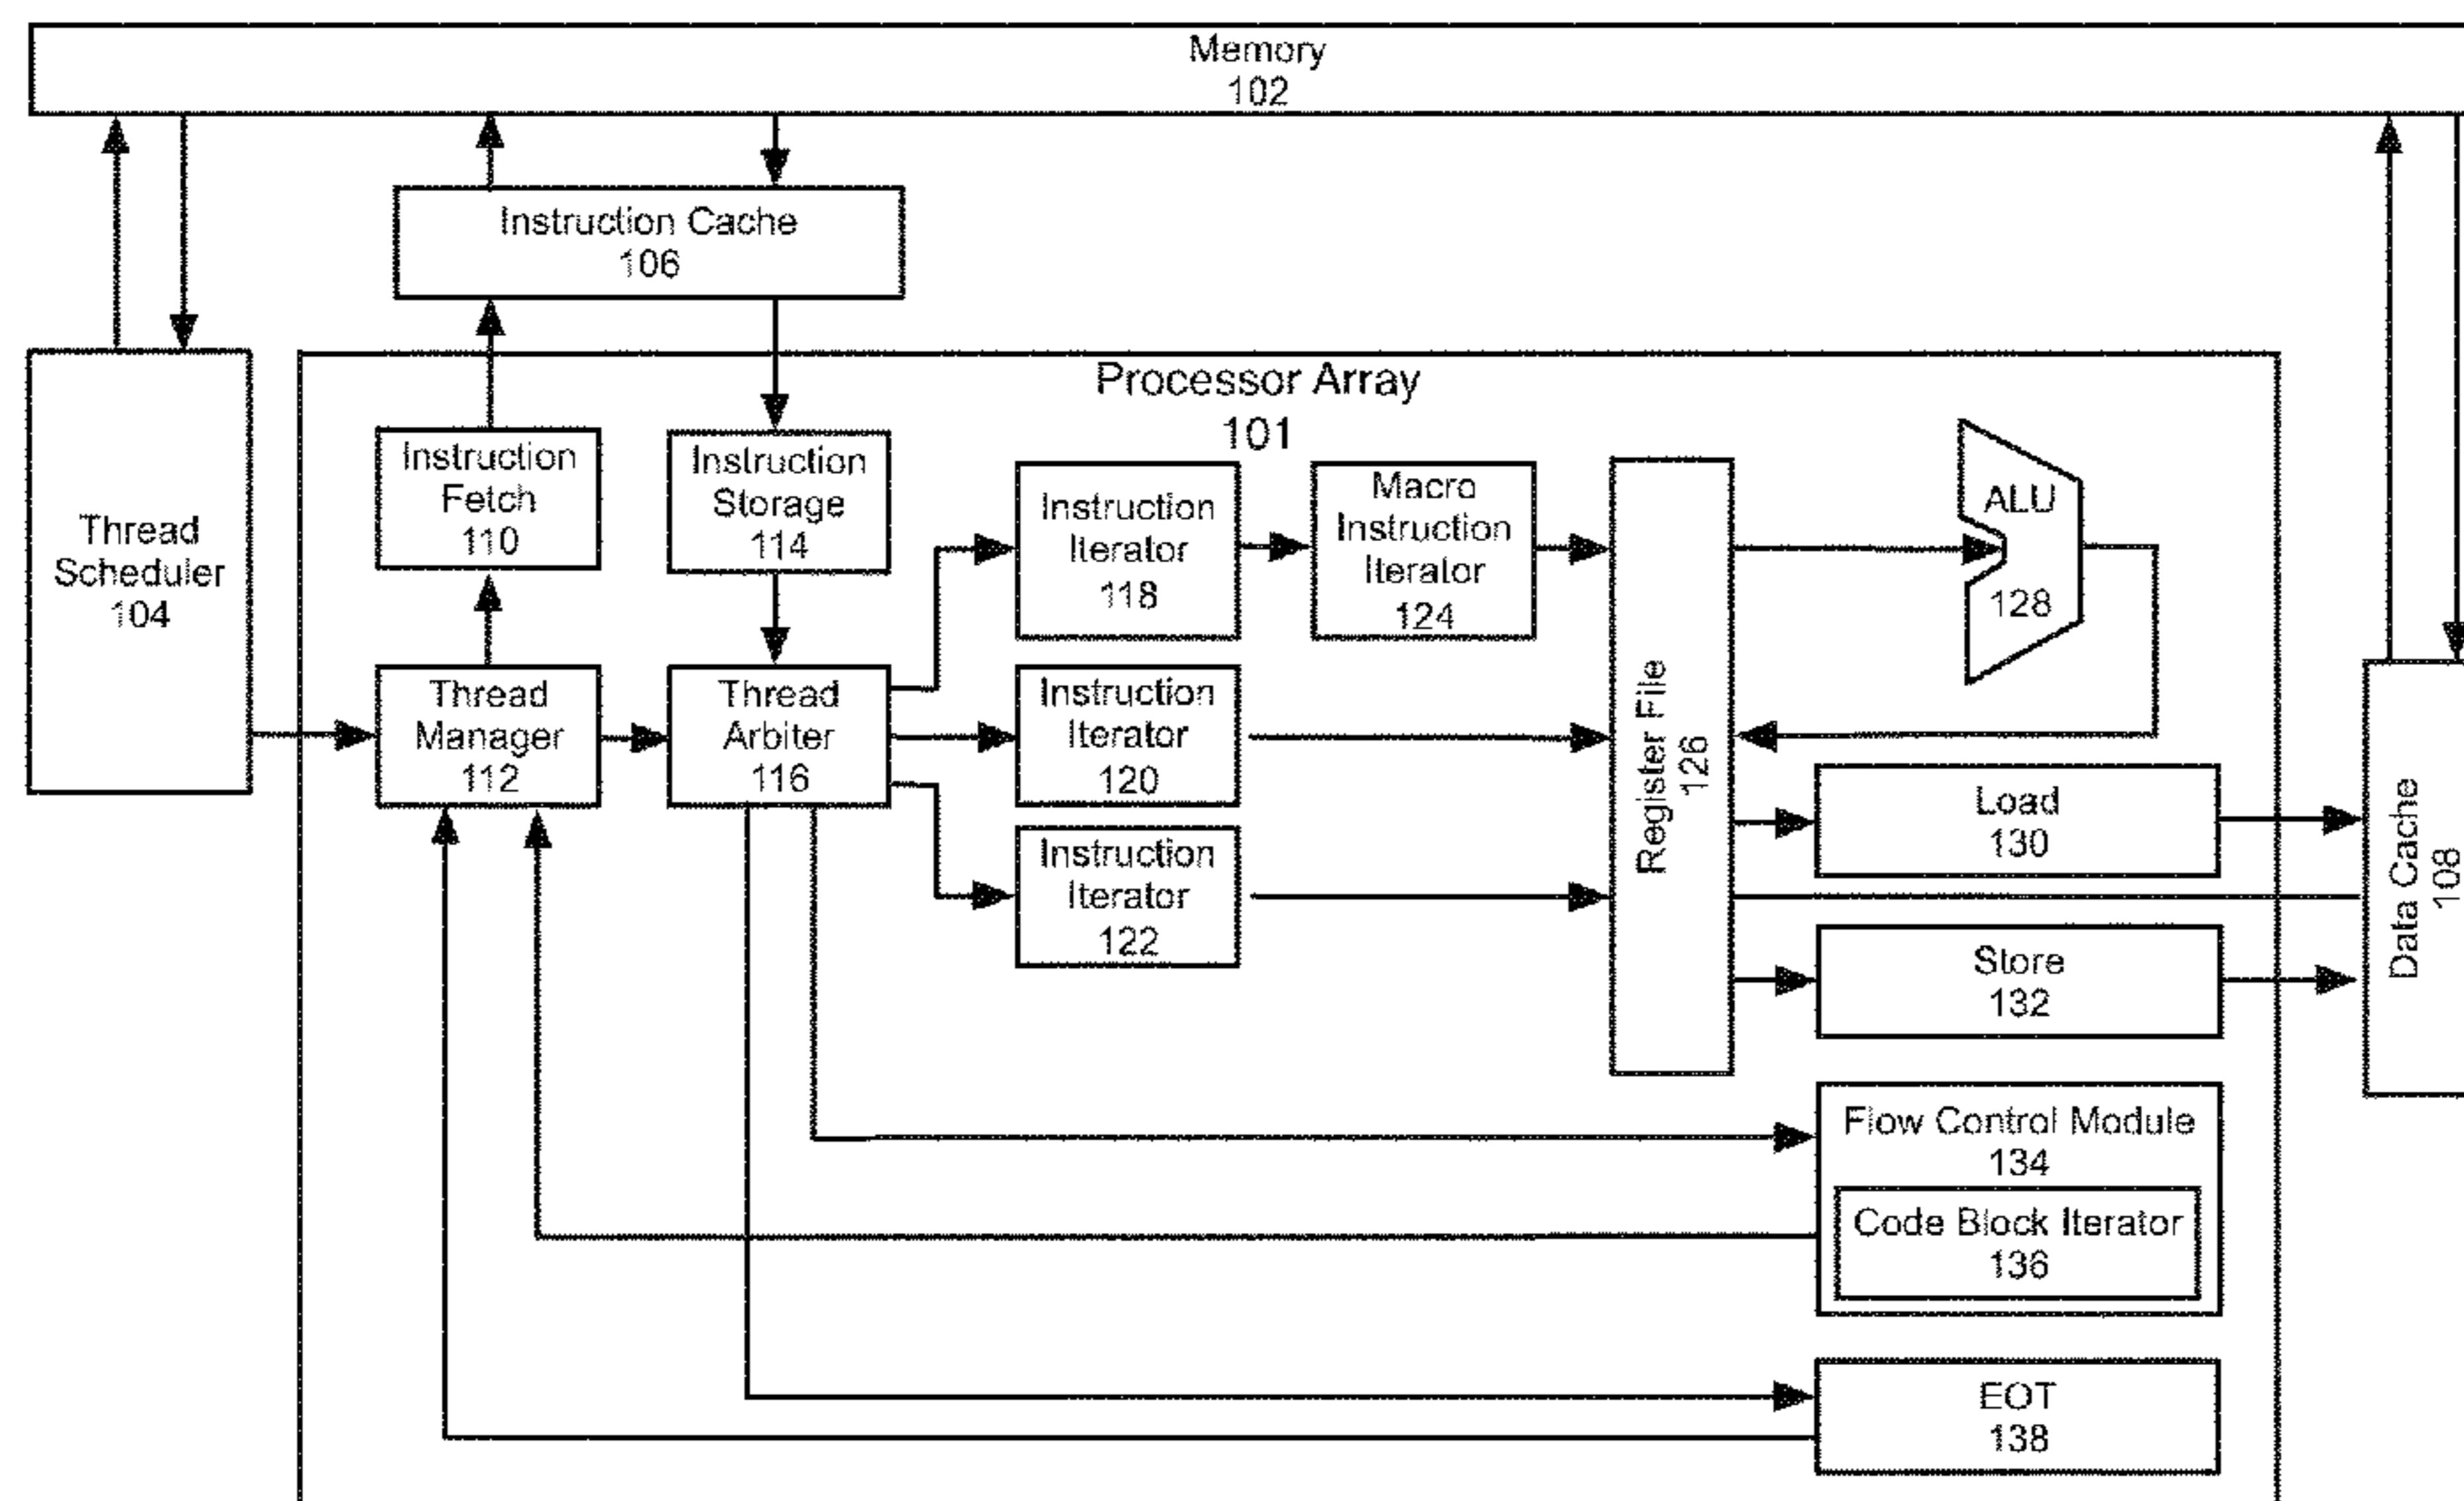 Memory
102
Instruction Cache
106
Processor Array
101
Thread
Scheduler
104
Instruction
Fetch
110
Instruction
Storage
114
Instruction
Iterator
118
Macro
Instruction
Iterator
124
ALU
128
Thread
Manager
112
Thread
Arbiter
116
Instruction
Iterator
120
Instruction
Iterator
122
Register File
126
Load
130
Store
132
Data Cache
108
Flow Control Module
134
Code Block Iterator
136
EOT
138